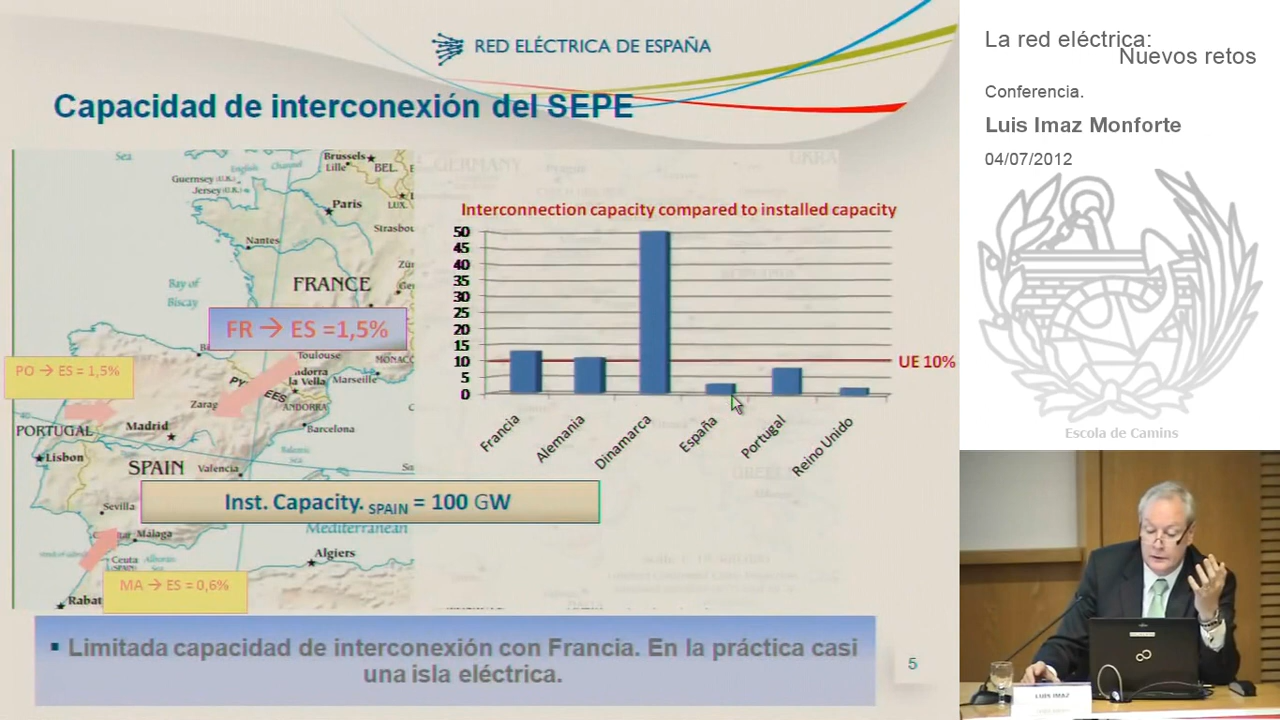 RED ELÉCTRICA DE ESPAÑA
Capacidad de interconexión del SEPE
Sea
English
Channel
Brussels
Lille
BEL
Guernsey (U.K.)
Jersey (U.K.)
LUX.
Paris
Strasbou
Nantes
Bay of
Biscay
FRANCE
Zür
FR → ES =1,5%
Toulouse
MONACO
Andorra
la Vella
Marseille
ANDORRA
PO → ES = 1,5%
Zarag
Madrid
Barcelona
PORTUGAL
Lisbon
SPAIN
Valencia
Inst. Capacity. SPAIN = 100 GW
Sevilla
Málaga
Mediterranean
Ceuta
(SPAIN)
Algiers
MA → ES = 0,6%
Rabat
Interconnection capacity compared to installed capacity
50
45
40
35
30
25
20
15
10
5
0
UE 10%
Francia
Alemania
Dinamarca
España
Portugal
Reino Unido
▪ Limitada capacidad de interconexión con Francia. En la práctica casi
una isla eléctrica.
5
La red eléctrica:
Nuevos retos
Conferencia.
Luis Imaz Monforte
04/07/2012
Escola de Camins
LUIS IMAZ